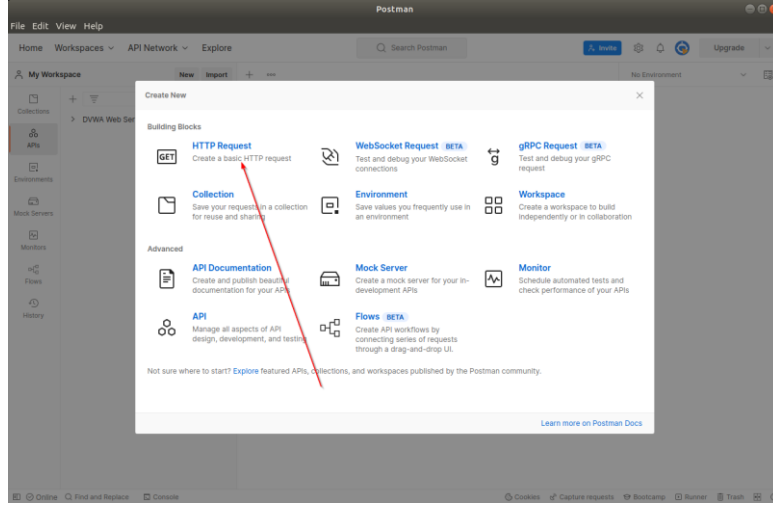 Postman
File Edit View Help
Home Workspaces API Network Explore Search Postman Invite Upgrade
My Workspace New Import No Environment
Collections
DVWA Web Ser
APIs
Environments
Mock Servers
Monitors
Flows
History
Create New
Building Blocks
HTTP Request
GET
Create a basic HTTP request
WebSocket Request BETA
Test and debug your WebSocket
connections
gRPC Request BETA
g
Test and debug your gRPC
request
Collection
Save your requests in a collection
for reuse and sharing
Environment
Save values you frequently use in
an environment
Workspace
Create a workspace to build
independently or in collaboration
Advanced
API Documentation
Create and publish beautiful
documentation for your APIs
Mock Server
Create a mock server for your in-
development APIs
Monitor
Schedule automated tests and
check performance of your APIs
API
Manage all aspects of API
design, development, and testing
Flows BETA
Create API workflows by
connecting series of requests
through a drag-and-drop UI.
Not sure where to start? Explore featured APIs, collections, and workspaces published by the Postman community.
Learn more on Postman Docs
Online Find and Replace Console Cookies Capture requests Bootcamp Runner Trash